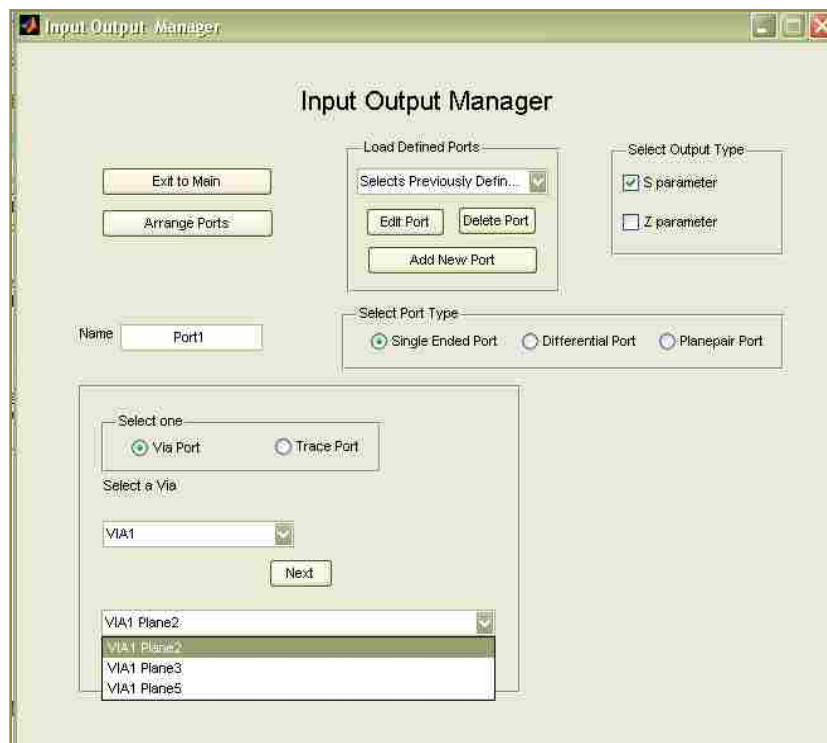 Input Output Manager
Input Output Manager
Load Defined Ports
Select Output Type
Exit to Main
Selects Previously Defin...
S parameter
Arrange Ports
Edit Port
Delete Port
Z parameter
Add New Port
Select Port Type
Name
Port1
Single Ended Port
Differential Port
Planepair Port
Select one
Via Port
Trace Port
Select a Via
VIA1
Next
VIA1 Plane2
VIA1 Plane2
VIA1 Plane3
VIA1 Plane5